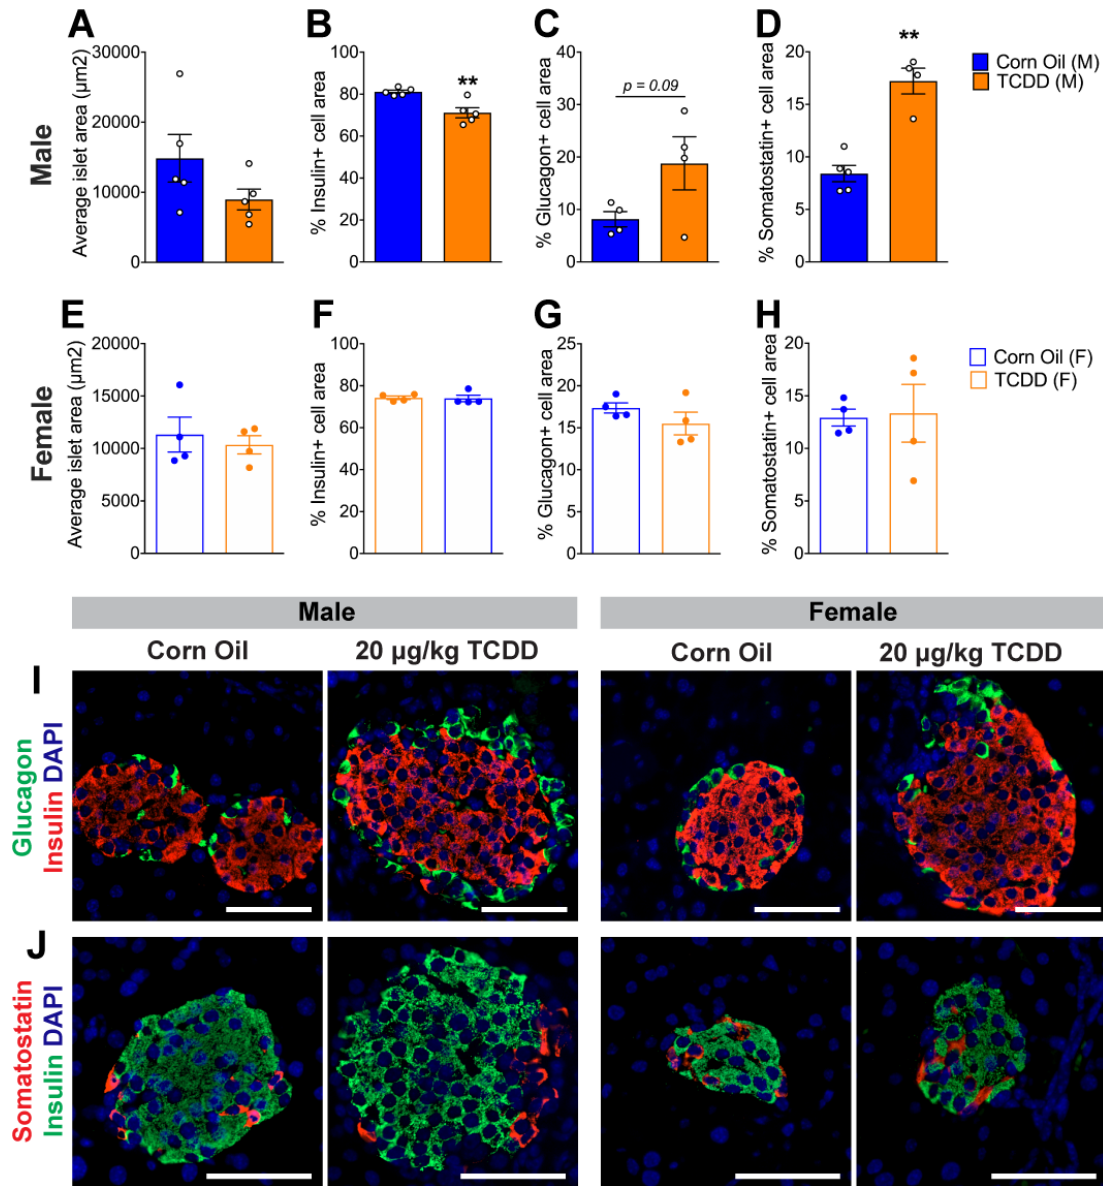 A
B
C
D
Male
Average islet area (µm2)
30000
20000
10000
0
% Insulin+ cell area
100
80
60
40
20
0
**
% Glucagon+ cell area
40
30
20
10
0
p = 0.09
% Somatostatin+ cell area
20
15
10
5
0
**
Corn Oil (M)
TCDD (M)
E
F
G
H
Female
Average islet area (µm2)
20000
15000
10000
5000
0
% Insulin+ cell area
100
80
60
40
20
0
% Glucagon+ cell area
25
20
15
10
5
0
% Somatostatin+ cell area
20
15
10
5
0
Corn Oil (F)
TCDD (F)
Male
Female
Corn Oil
20 µg/kg TCDD
Corn Oil
20 µg/kg TCDD
I
Glucagon
Insulin DAPI
J
Somatostatin
Insulin DAPI